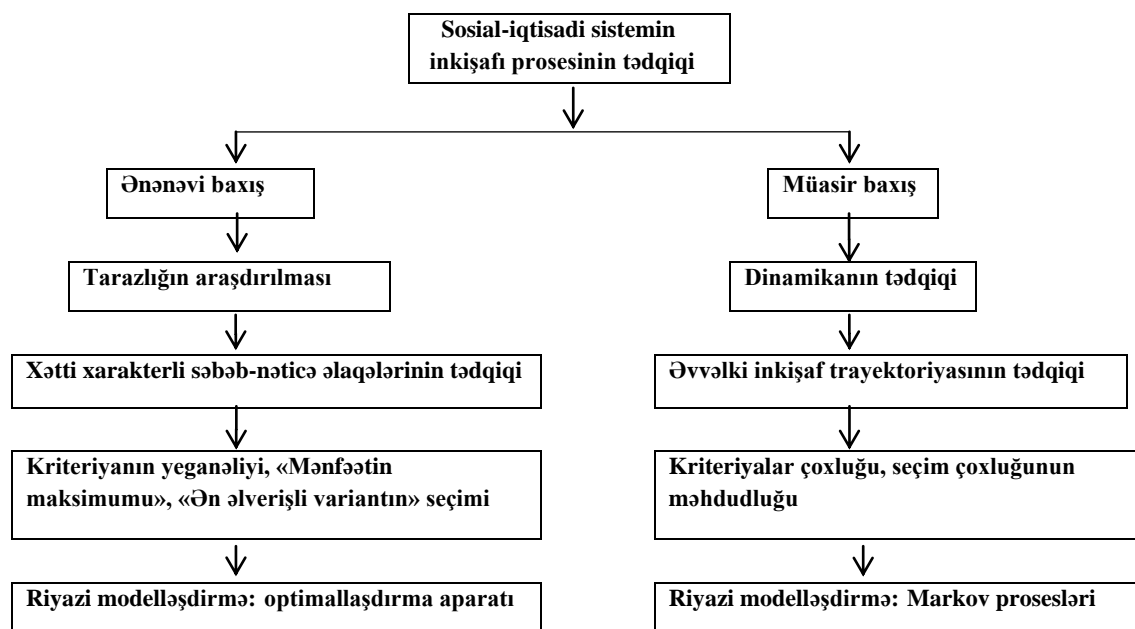 Sosial-iqtisadi sistemin
inkişafı prosesinin tədqiqi
Ənənəvi baxış
Müasir baxış
Tarazlığın araşdırılması
Dinamikanın tədqiqi
Xətti xarakterli səbəb-nəticə əlaqələrinin tədqiqi
Əvvəlki inkişaf trayektoriyasının tədqiqi
Kriteriyanın yeganəliyi, «Mənfəətin
maksimumu», «Ən əlverişli variantın» seçimi
Kriteriyalar çoxluğu, seçim çoxluğunun
məhdudluğu
Riyazi modelləşdirmə: optimallaşdırma aparatı
Riyazi modelləşdirmə: Markov prosesləri